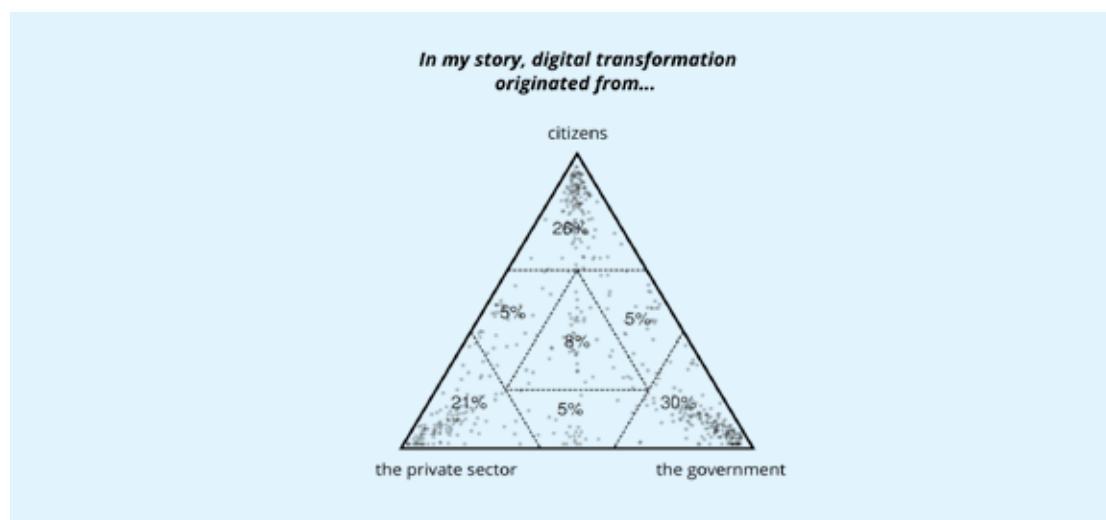 In my story, digital transformation
originated from...
citizens
26%
5%
5%
8%
21%
5%
30%
the private sector
the government